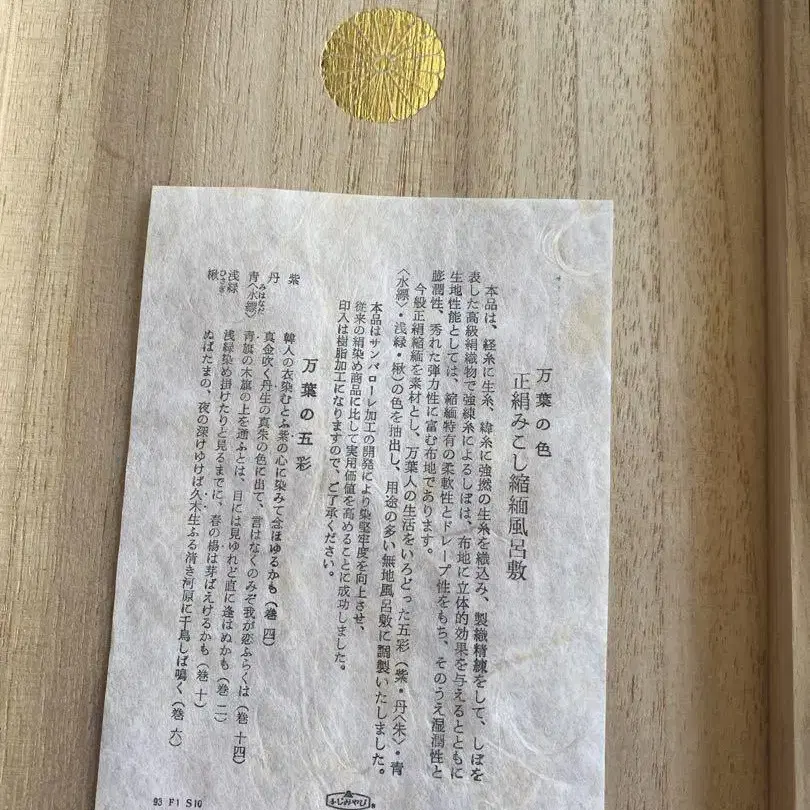 万葉の色
正絹みこし縮緬風呂敷
本品は、経糸に生糸、緯糸に強撚の生糸を織込み、製織精練をして、しぼを
表した高級絹織物で強練糸によるしぼは、布地に立体的効果を与えるとともに
生地性能としては、縮緬特有の柔軟性とドレープ性をもち、そのうえ湿潤性と
膨潤性、秀れた弾力性に富む布地であります。
今般正絹縮緬を素材とし、万葉人の生活をいろどった五彩（紫・丹〈朱〉・青
〈水縹〉・浅緑・楸）の色を抽出し、用途の多い無地風呂敷に調製いたしました。
本品はサンバローレ加工の開発により染堅牢度を向上させ、
従来の絹染め商品に比して実用価値を高めることに成功しました。
印入は樹脂加工になりますので、ご了承ください。
万葉の五彩
紫 韓人の衣染むとふ紫の心に染みて念ほゆるかも（巻 四）
丹 真金吹く丹生の真朱の色に出て、言はなくのみぞ我が恋ふらくは（巻 十四）
青〈水縹〉 青旗の木旗の上を通ふとは、目には見ゆれど直に逢はぬかも（巻 二）
みはなだ
浅緑 浅緑染め掛けたりと見るまでに、春の楊は芽ばえけるかも（巻 十）
楸 ぬばたまの、夜の深けゆけば久木生ふる清き河原に千鳥しば鳴く（巻 六）
ひさぎ
93 F1 S10
ふじみやび®